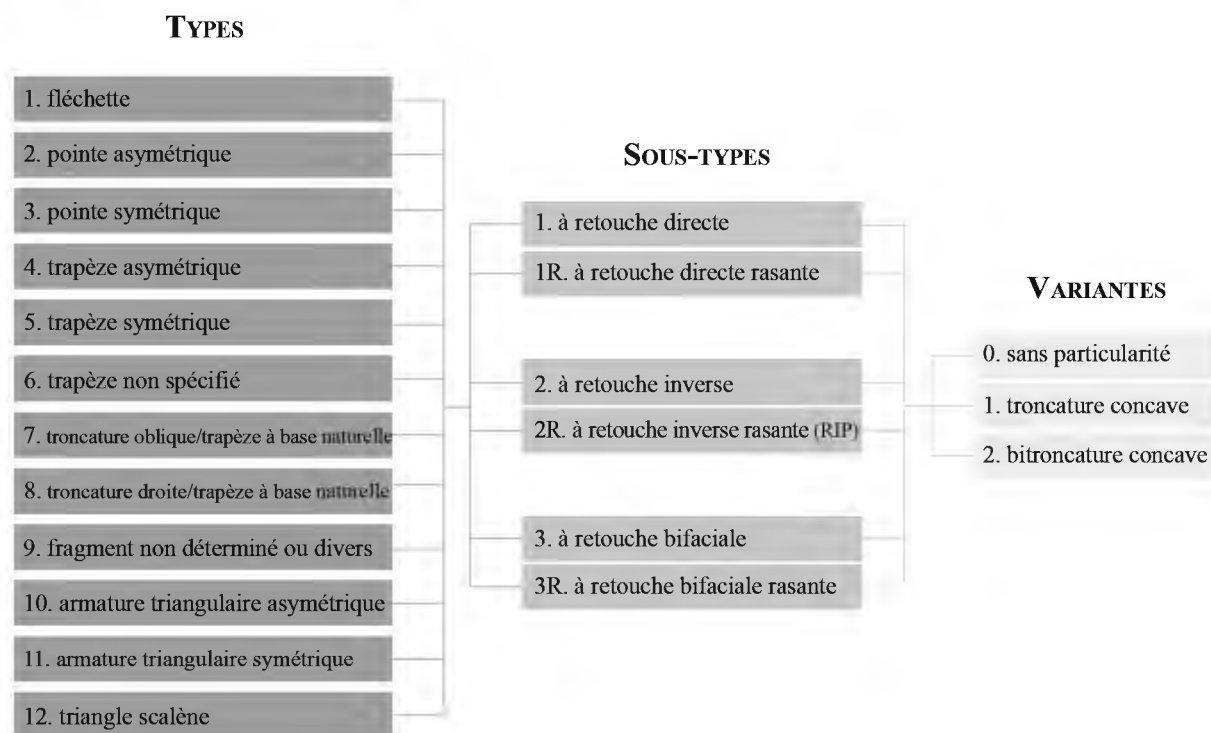 TYPES
1. fléchette
2. pointe asymétrique
3. pointe symétrique
4. trapèze asymétrique
5. trapèze symétrique
6. trapèze non spécifié
7. troncature oblique/trapèze à base naturelle
8. troncature droite/trapèze à base naturelle
9. fragment non déterminé ou divers
10. armature triangulaire asymétrique
11. armature triangulaire symétrique
12. triangle scalène
SOUS-TYPES
1. à retouche directe
1R. à retouche directe rasante
2. à retouche inverse
2R. à retouche inverse rasante (RIP)
3. à retouche bifaciale
3R. à retouche bifaciale rasante
VARIANTES
0. sans particularité
1. troncature concave
2. bitroncature concave